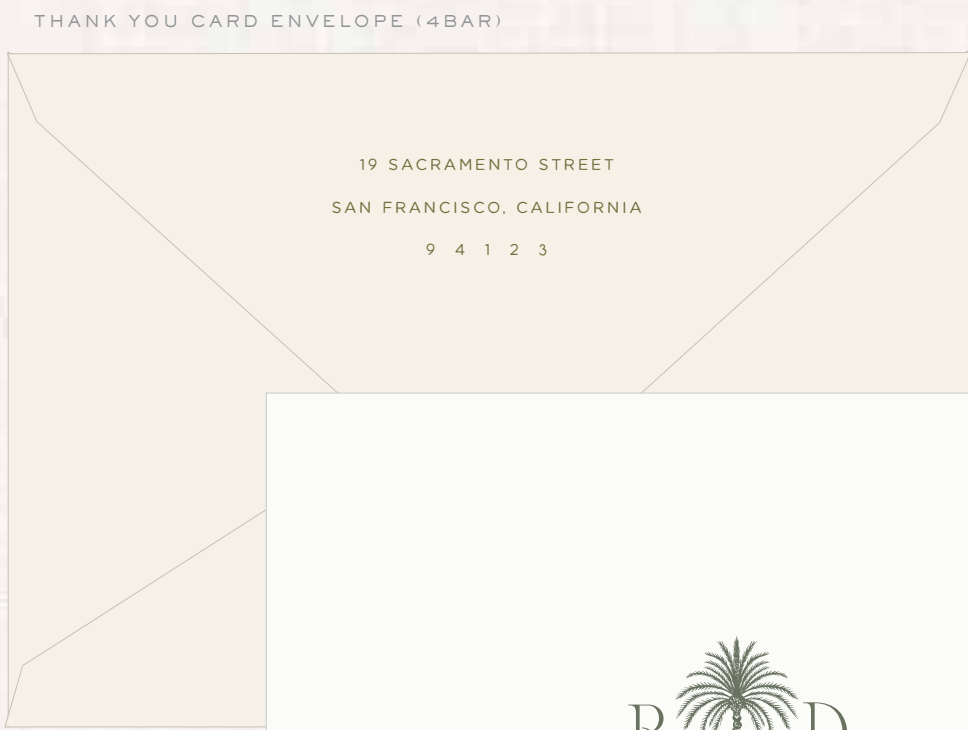 THANK YOU CARD ENVELOPE (4BAR)
19 SACRAMENTO STREET
SAN FRANCISCO, CALIFORNIA
9 4 1 2 3